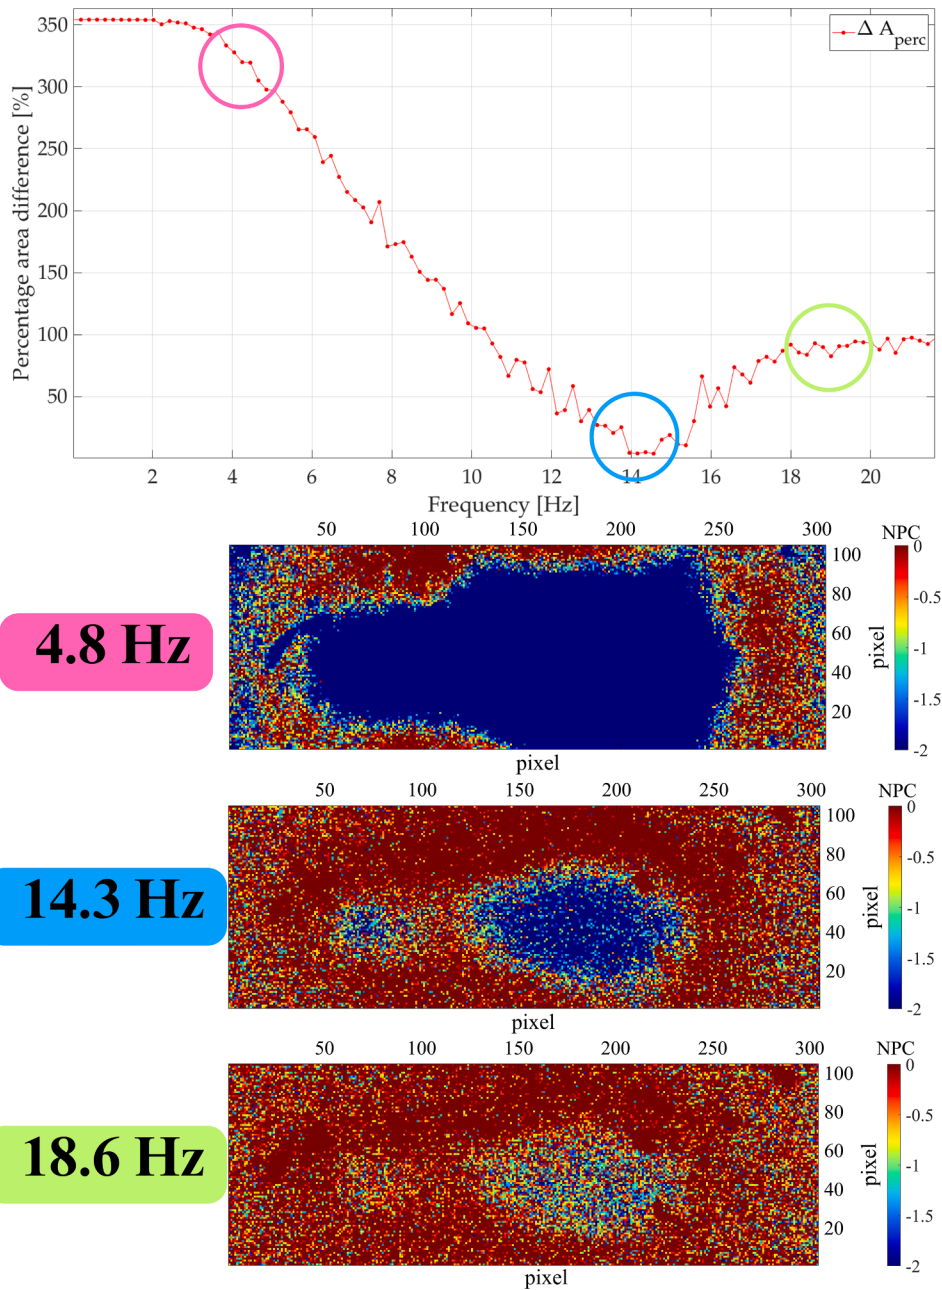 350
300
250
200
150
100
50
Δ A_perc
Percentage area difference [%]
2 4 6 8 10 12 14 16 18 20
Frequency [Hz]
50 100 150 200 250 300 NPC
4.8 Hz
100
80
60
40
20
pixel
0
-0.5
-1
-1.5
-2
pixel
50 100 150 200 250 300 NPC
14.3 Hz
100
80
60
40
20
pixel
0
-0.5
-1
-1.5
-2
pixel
50 100 150 200 250 300 NPC
18.6 Hz
100
80
60
40
20
pixel
0
-0.5
-1
-1.5
-2
pixel